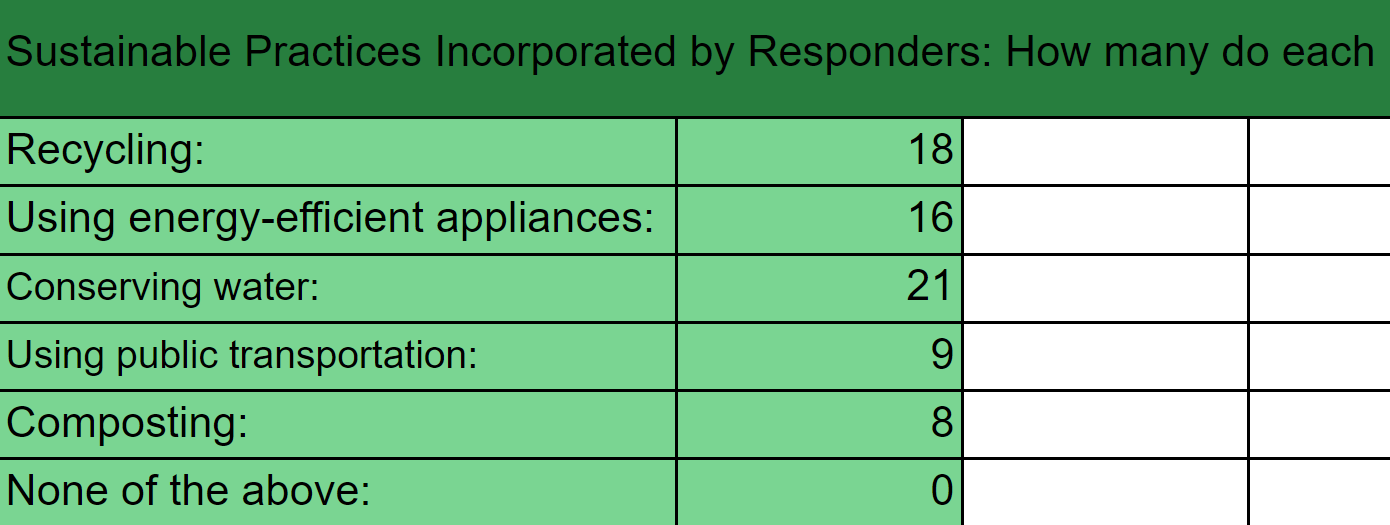 Sustainable Practices Incorporated by Responders: How many do each
Recycling: 18
Using energy-efficient appliances: 16
Conserving water: 21
Using public transportation: 9
Composting: 8
None of the above: 0